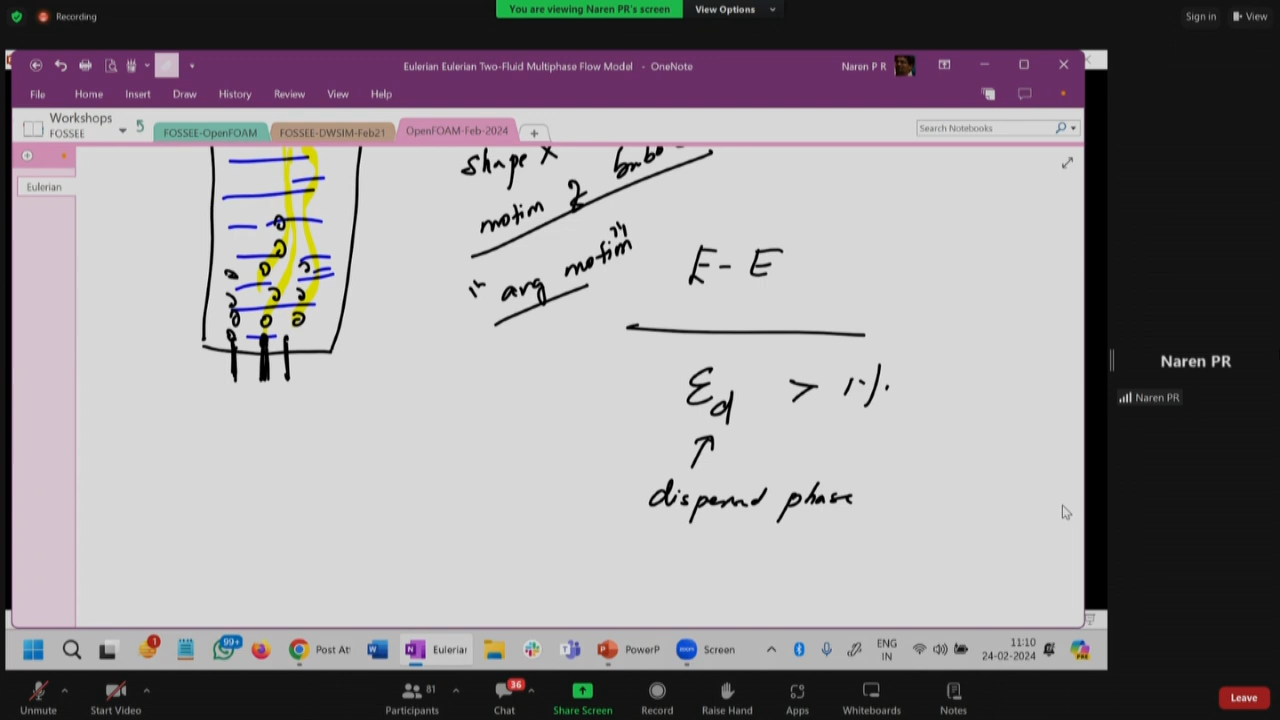 Recording
You are viewing Naren PR's screen
View Options
Sign in
View
Eulerian Eulerian Two-Fluid Multiphase Flow Model - OneNote
Naren P R
File Home Insert Draw History Review View Help
Workshops
FOSSEE
FOSSEE-OpenFOAM
FOSSEE-DWSIM-Feb21
OpenFOAM-Feb-2024
Search Notebooks
Eulerian
shape X
motion
"avg motion"
E - E
εd > 1%
↑
dispersed phase
Naren PR
Naren PR
1
99+
Post At
Eulerian
PowerP
Screen
ENG
IN
11:10
24-02-2024
Unmute
Start Video
81
Participants
36
Chat
Share Screen
Record
Raise Hand
Apps
Whiteboards
Notes
Leave